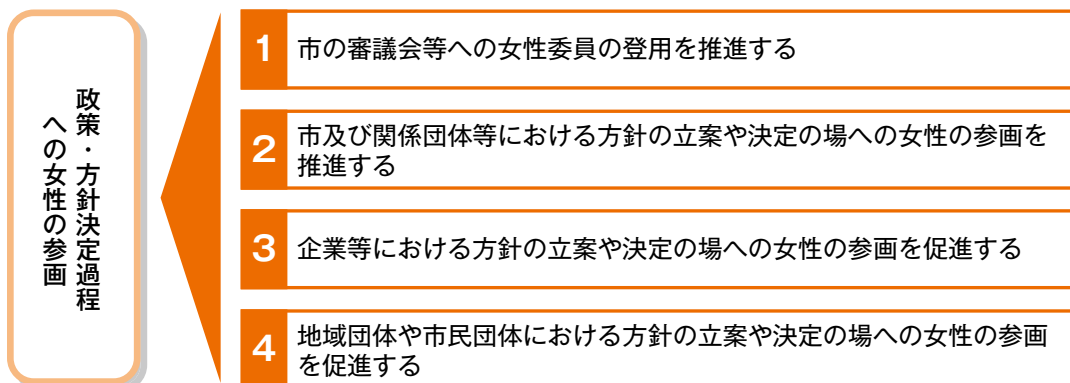 政策・方針決定過程
への女性の参画
1
市の審議会等への女性委員の登用を推進する
2
市及び関係団体等における方針の立案や決定の場への女性の参画を
推進する
3
企業等における方針の立案や決定の場への女性の参画を促進する
4
地域団体や市民団体における方針の立案や決定の場への女性の参画
を促進する